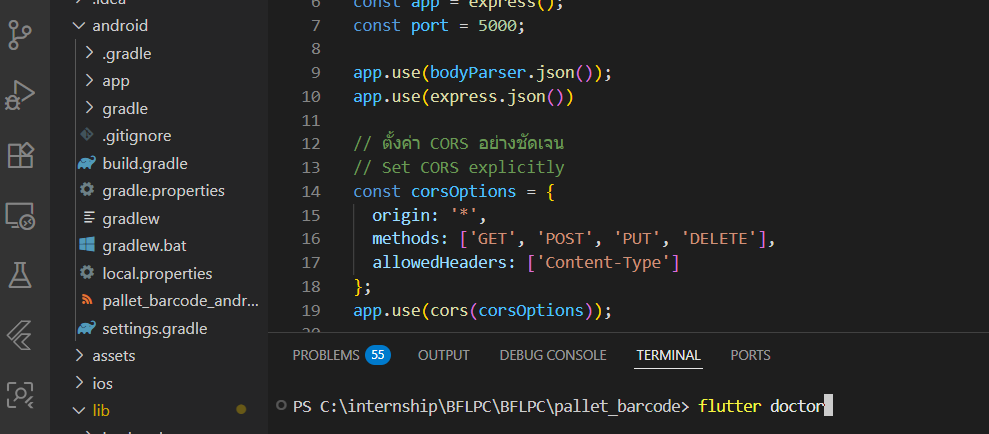 .idea
android
.gradle
app
gradle
.gitignore
build.gradle
gradle.properties
gradlew
gradlew.bat
local.properties
pallet_barcode_andr...
settings.gradle
assets
ios
lib
6 const app = express();
7 const port = 5000;
8
9 app.use(bodyParser.json());
10 app.use(express.json())
11
12 // ตั้งค่า CORS อย่างชัดเจน
13 // Set CORS explicitly
14 const corsOptions = {
15 origin: '*',
16 methods: ['GET', 'POST', 'PUT', 'DELETE'],
17 allowedHeaders: ['Content-Type']
18 };
19 app.use(cors(corsOptions));
PROBLEMS 55 OUTPUT DEBUG CONSOLE TERMINAL PORTS
PS C:\internship\BFLPC\BFLPC\pallet_barcode> flutter doctor